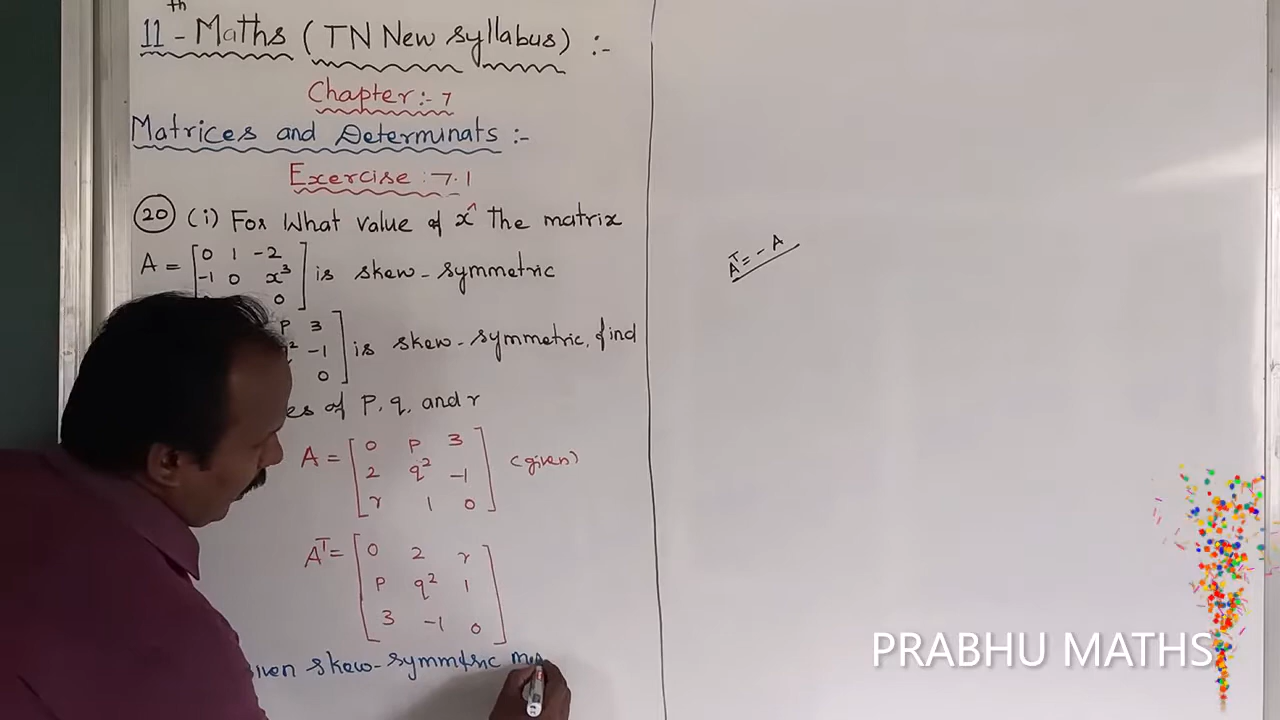 11th - Maths (TN New Syllabus) :-
Chapter :- 7
Matrices and Determinats :-
Exercise : 7.1
20 (i) For What value of x^ the matrix
A = [0 1 -2
-1 0 x³ is skew-symmetric
0]
P 3
q² -1 is skew-symmetric, find
0]
es of P, q, and r
A = [0 P 3
2 q² -1 (given)
r 1 0]
Aᵀ = [0 2 r
P q² 1
3 -1 0]
iven skew-symmetric
Aᵀ = - A
PRABHU MATHS